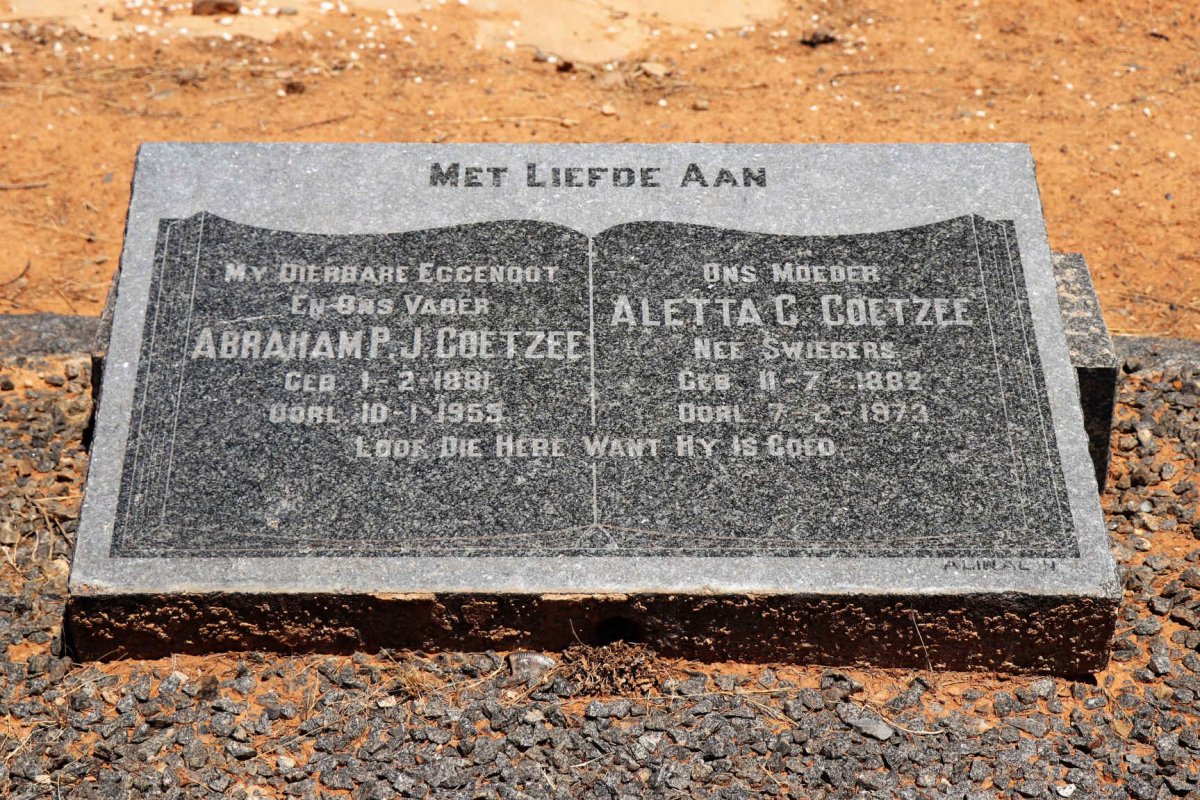 MET LIEFDE AAN
MY DIERBARE EGGENOOT
EN ONS VADER
ABRAHAM P. J. COETZEE
GEB. 1-2-1881
OORL. 10-1-1955
ONS MOEDER
ALETTA C. COETZEE
NEE SWIEGERS
GEB. 11-7-1882
OORL. 7-2-1973
LOOF DIE HERE WANT HY IS GOED.
ALIWAL N